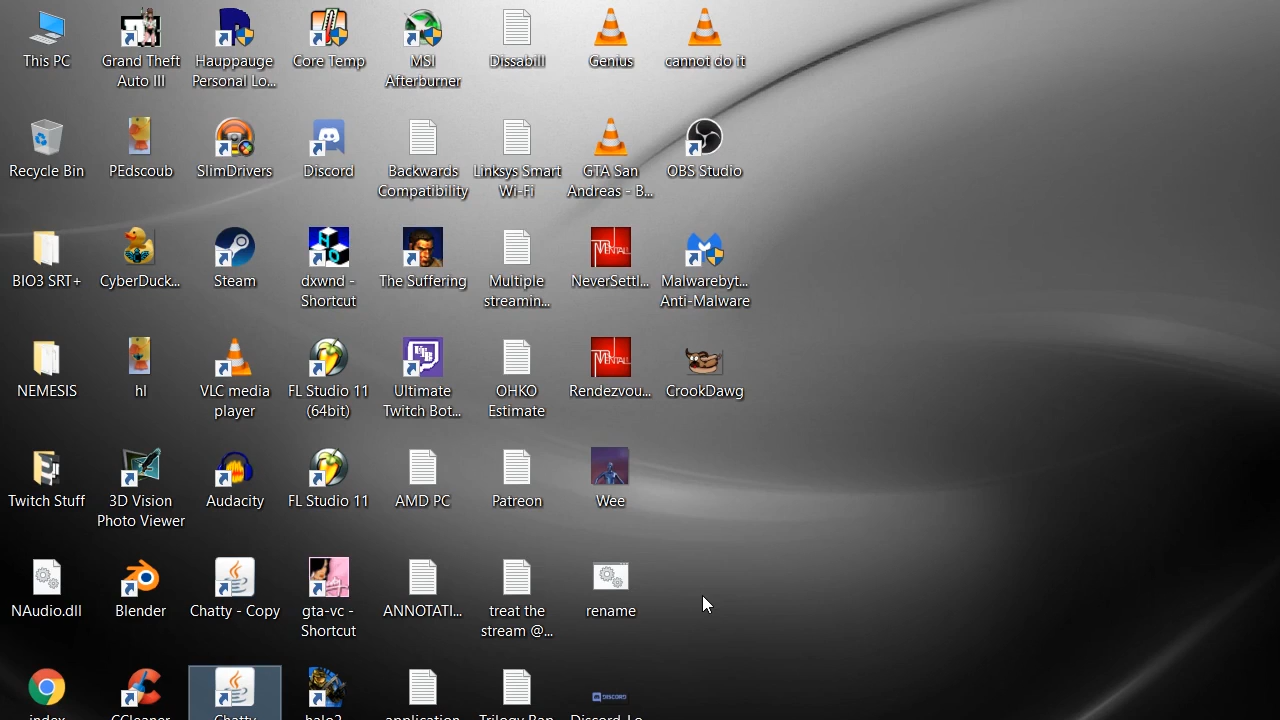 This PC
Grand Theft
Auto III
Hauppauge
Personal Lo...
Core Temp
MSI
Afterburner
Dissabill
Genius
cannot do it
Recycle Bin
PEdscoub
SlimDrivers
Discord
Backwards
Compatibility
Linksys Smart
Wi-Fi
GTA San
Andreas - B...
OBS Studio
BIO3 SRT+
CyberDuck...
Steam
dxwnd -
Shortcut
The Suffering
Multiple
streamin...
NeverSettl...
Malwarebyt...
Anti-Malware
NEMESIS
hl
VLC media
player
FL Studio 11
(64bit)
Ultimate
Twitch Bot...
OHKO
Estimate
Rendezvou...
CrookDawg
Twitch Stuff
3D Vision
Photo Viewer
Audacity
FL Studio 11
AMD PC
Patreon
Wee
NAudio.dll
Blender
Chatty - Copy
gta-vc -
Shortcut
ANNOTATI...
treat the
stream @...
rename
index
CCleaner
Chatty
halo2
application
Trilogy Ran
Discord-Lo